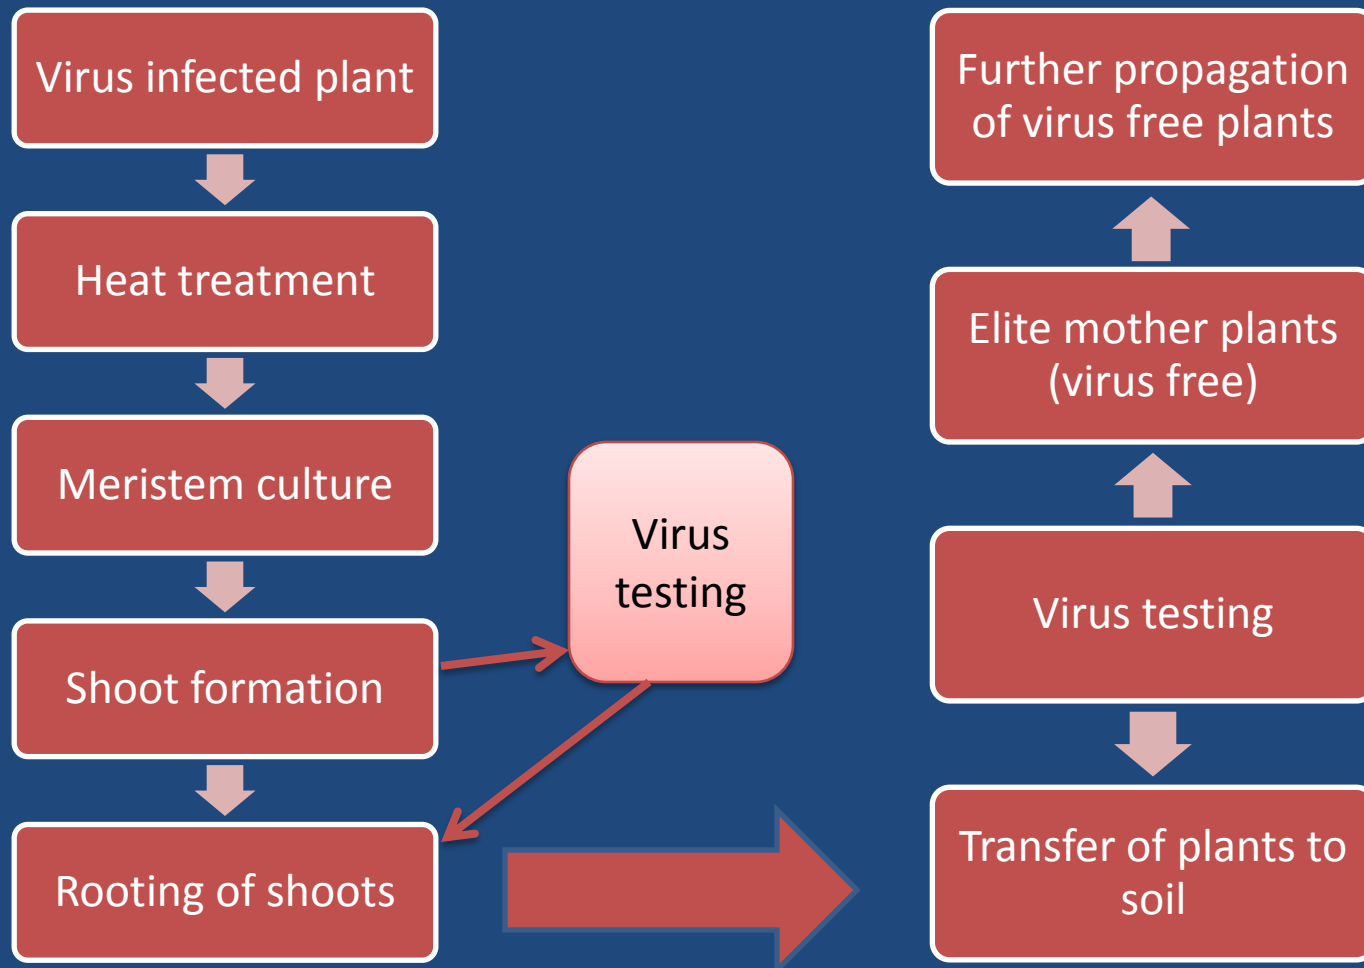 Virus infected plant
Heat treatment
Meristem culture
Shoot formation
Rooting of shoots
Virus
testing
Further propagation
of virus free plants
Elite mother plants
(virus free)
Virus testing
Transfer of plants to
soil